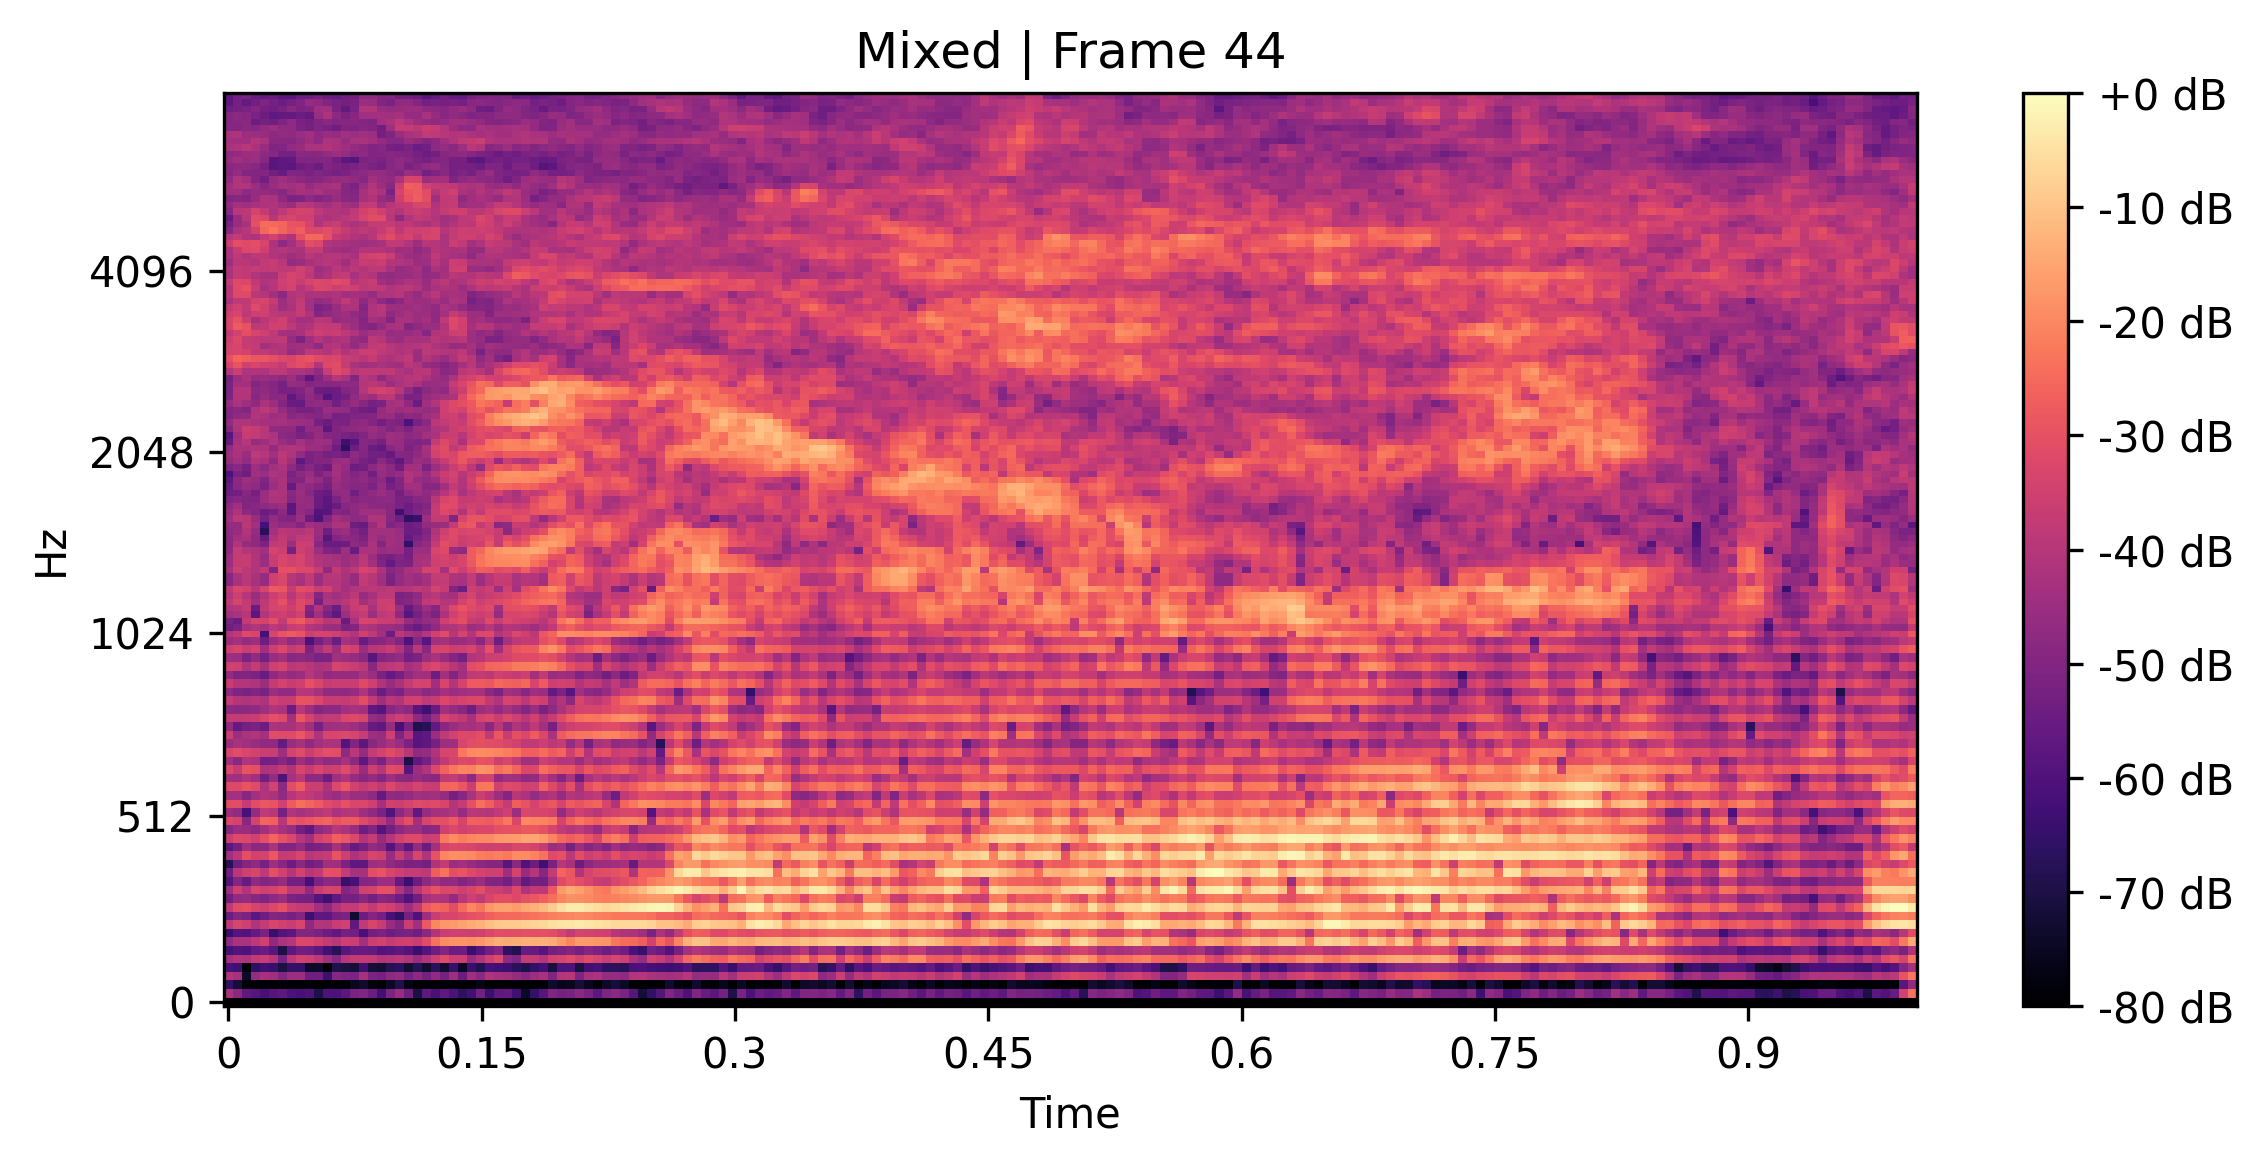 Mixed | Frame 44
+0 dB
-10 dB
-20 dB
-30 dB
-40 dB
-50 dB
-60 dB
-70 dB
-80 dB
Hz
4096
2048
1024
512
0
0 0.15 0.3 0.45 0.6 0.75 0.9
Time